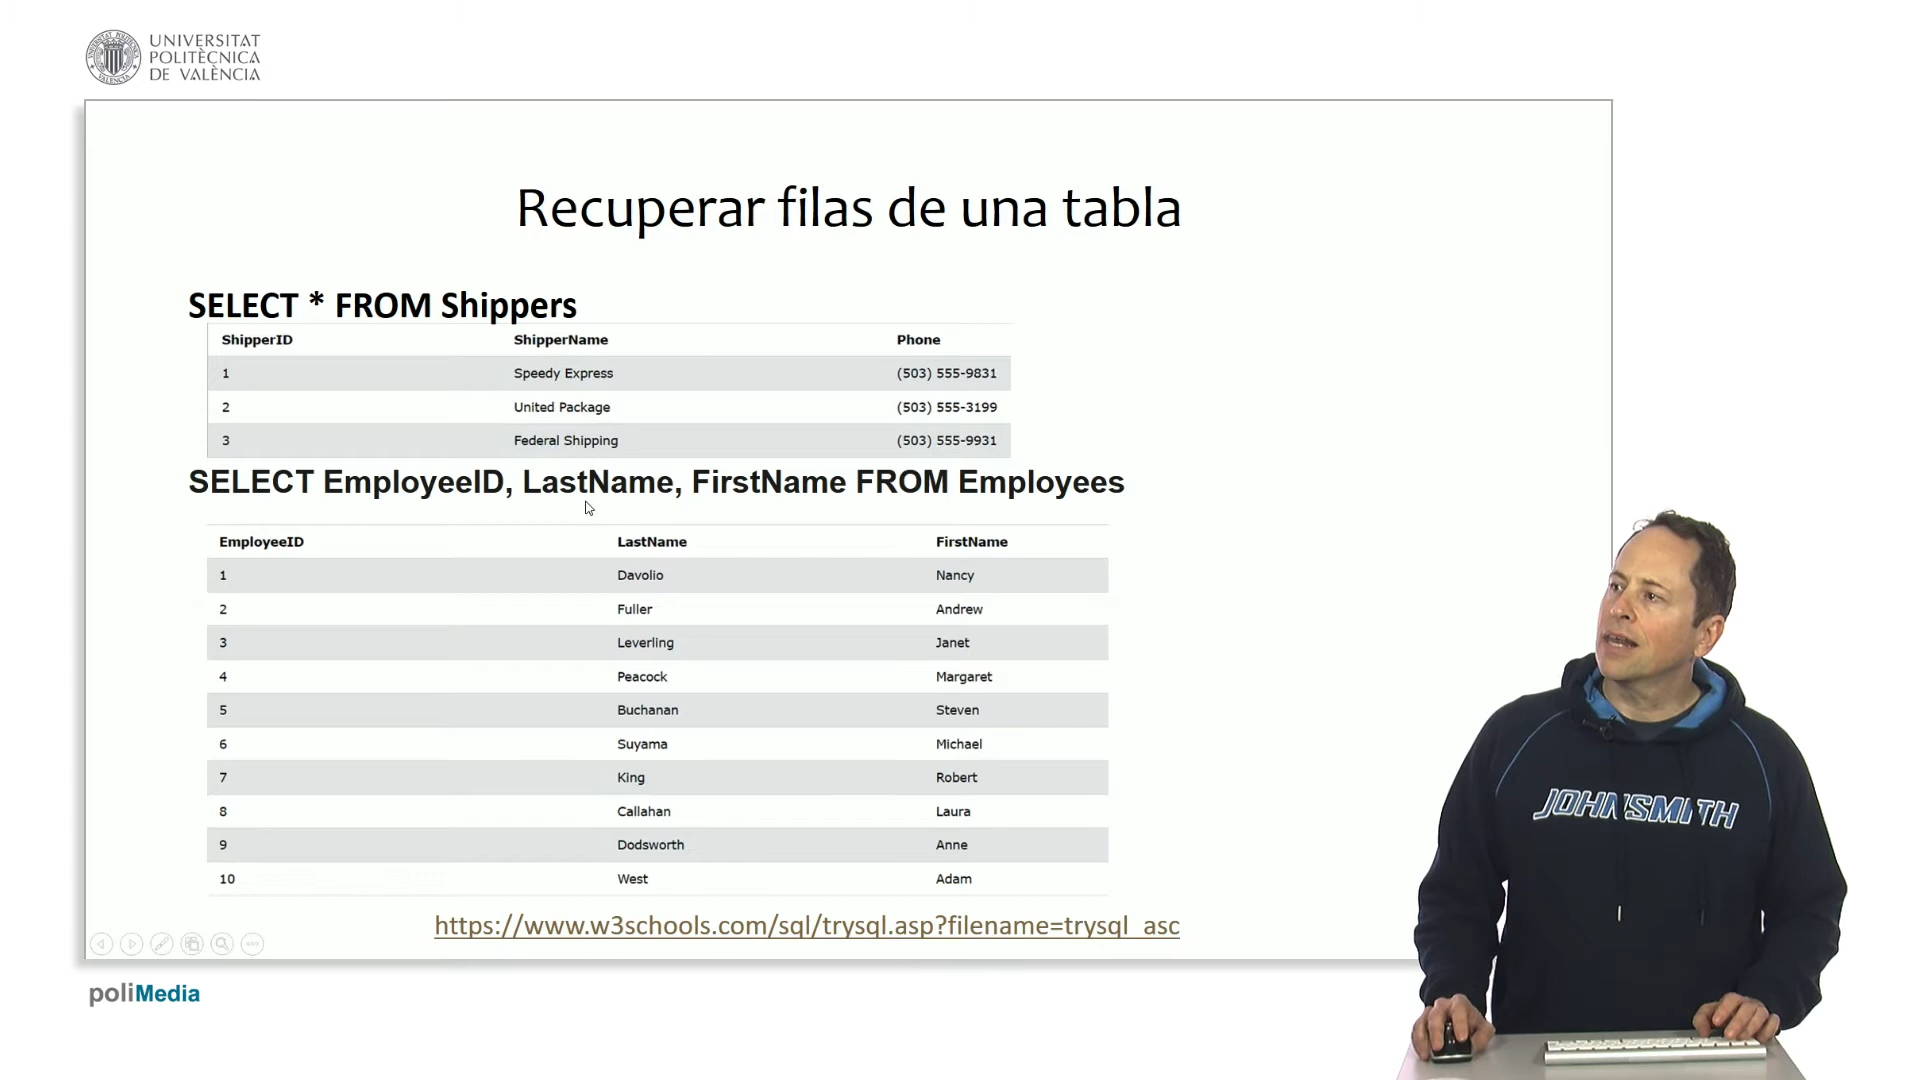 UNIVERSITAT
POLITÈCNICA
DE VALÈNCIA
Recuperar filas de una tabla
SELECT * FROM Shippers
ShipperID ShipperName Phone
1 Speedy Express (503) 555-9831
2 United Package (503) 555-3199
3 Federal Shipping (503) 555-9931
SELECT EmployeeID, LastName, FirstName FROM Employees
EmployeeID LastName FirstName
1 Davolio Nancy
2 Fuller Andrew
3 Leverling Janet
4 Peacock Margaret
5 Buchanan Steven
6 Suyama Michael
7 King Robert
8 Callahan Laura
9 Dodsworth Anne
10 West Adam
https://www.w3schools.com/sql/trysql.asp?filename=trysql_asc
poliMedia
JOHNSMITH